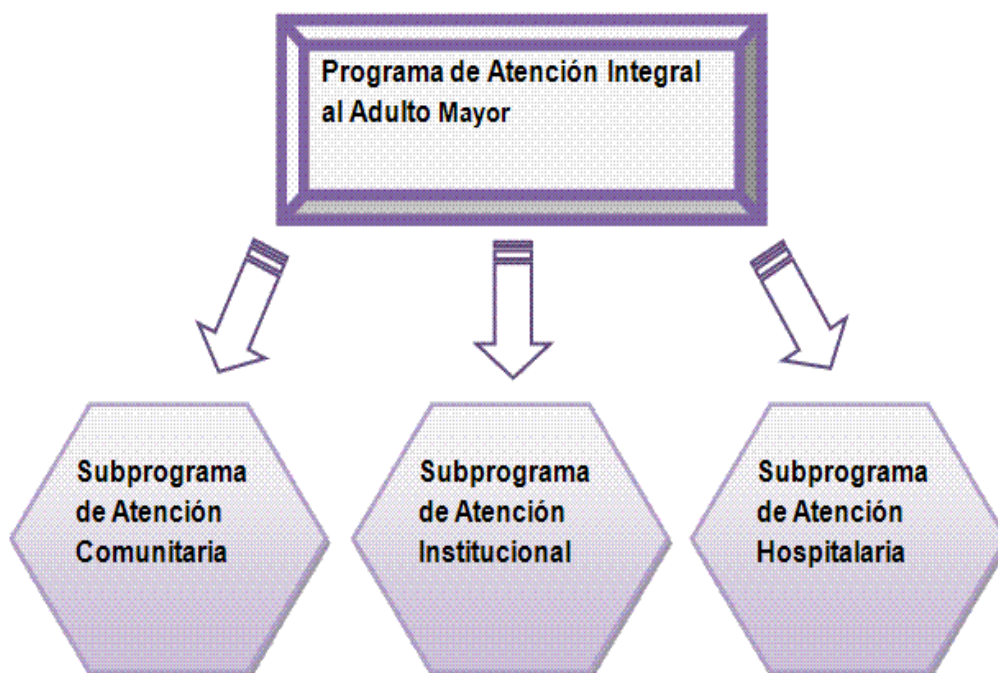 Programa de Atención Integral
al Adulto Mayor
Subprograma
de Atención
Comunitaria
Subprograma
de Atención
Institucional
Subprograma
de Atención
Hospitalaria